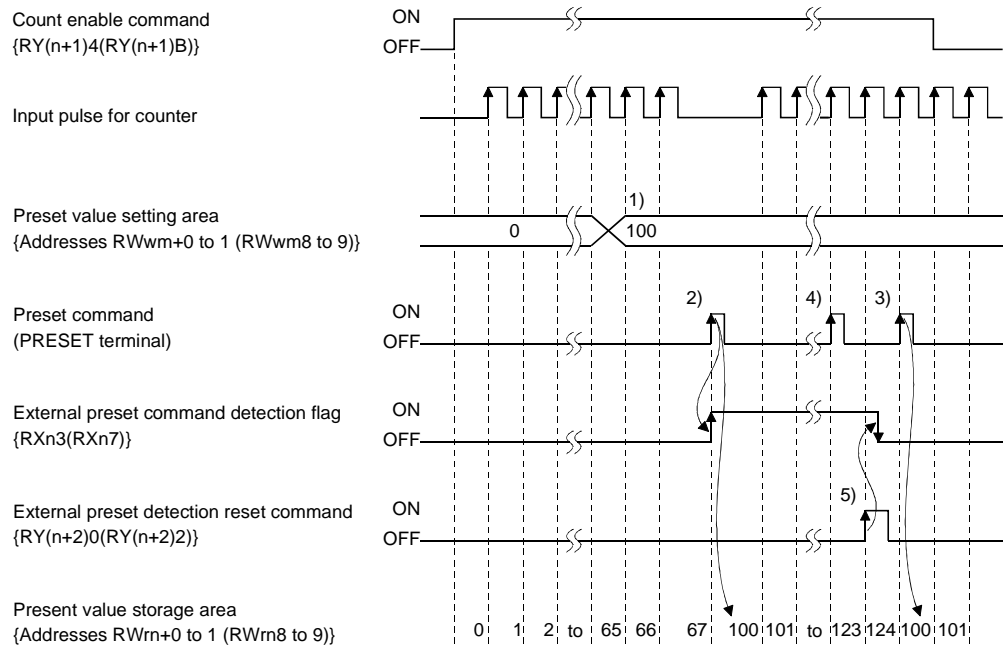 Count enable command
{RY(n+1)4(RY(n+1)B)}
ON
OFF
Input pulse for counter
Preset value setting area
{Addresses RWwm+0 to 1 (RWwm8 to 9)}
1)
0
100
Preset command
(PRESET terminal)
ON
OFF
2)
4)
3)
External preset command detection flag
{RXn3(RXn7)}
ON
OFF
External preset detection reset command
{RY(n+2)0(RY(n+2)2)}
ON
OFF
5)
Present value storage area
{Addresses RWrn+0 to 1 (RWrn8 to 9)}
0 1 2 to 65 66 67 100 101 to 123 124 100 101